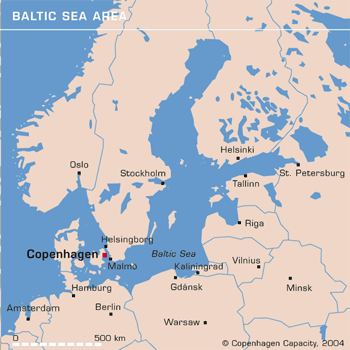 BALTIC SEA AREA
Helsinki
Oslo
Stockholm
St. Petersburg
Tallinn
Riga
Helsingborg
Copenhagen
Baltic Sea
Malmö
Kaliningrad
Vilnius
Hamburg
Gdánsk
Minsk
Amsterdam
Berlin
Warsaw
0 500 km
© Copenhagen Capacity, 2004